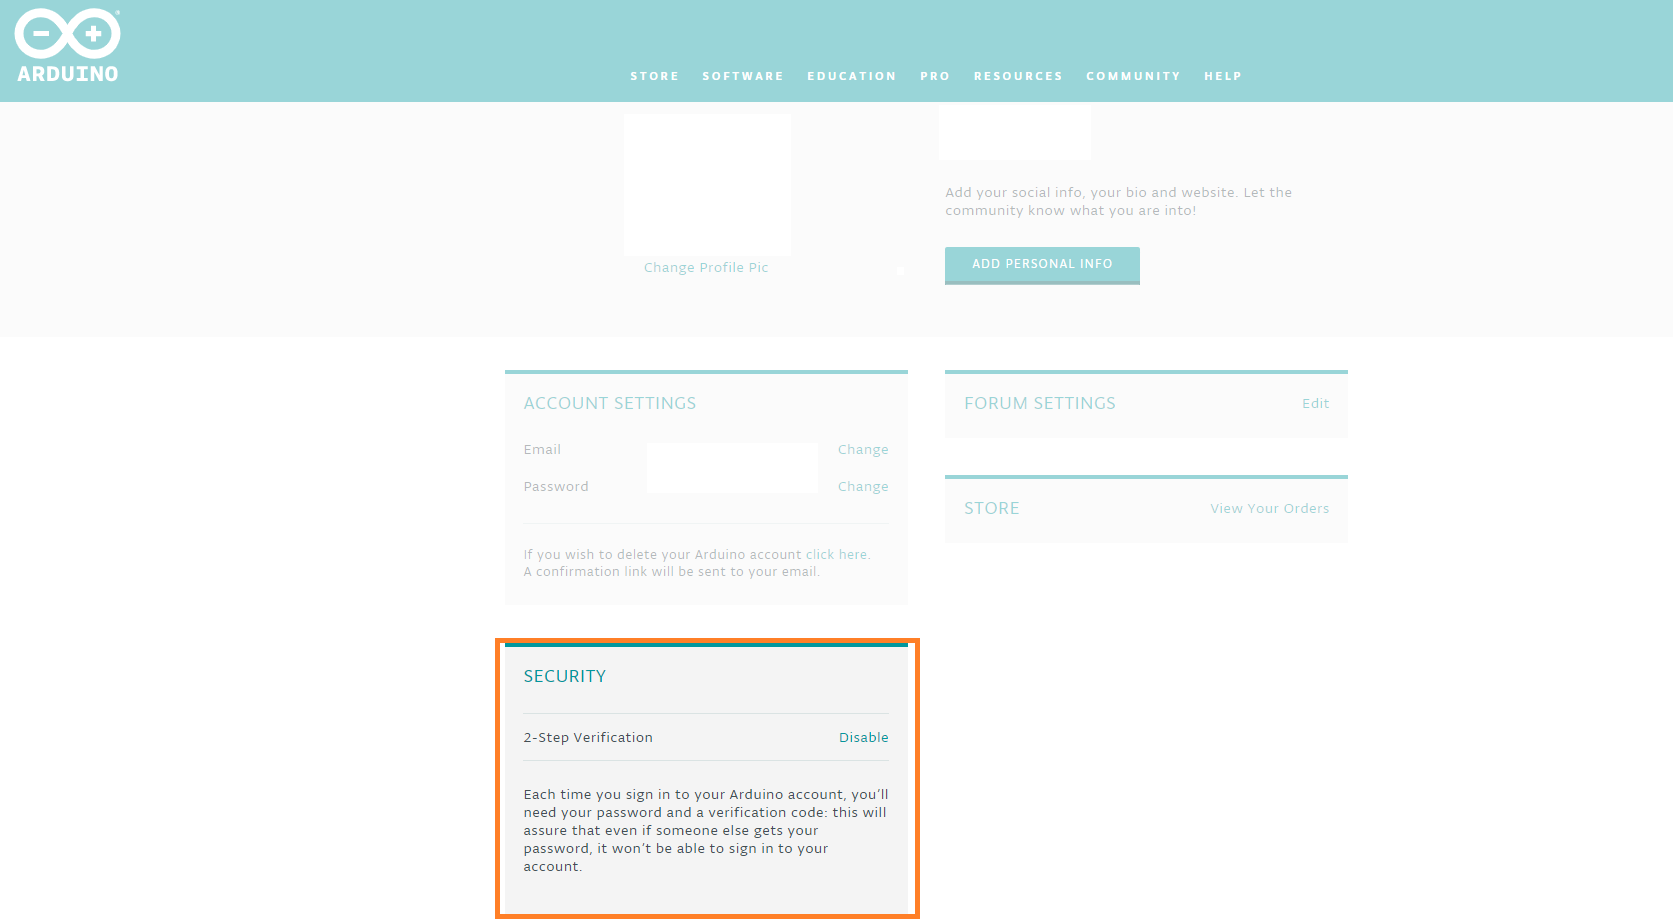 ARDUINO
STORE SOFTWARE EDUCATION PRO RESOURCES COMMUNITY HELP
Change Profile Pic
Add your social info, your bio and website. Let the
community know what you are into!
ADD PERSONAL INFO
ACCOUNT SETTINGS
Email Change
Password Change
If you wish to delete your Arduino account click here.
A confirmation link will be sent to your email.
FORUM SETTINGS Edit
STORE View Your Orders
SECURITY
2-Step Verification Disable
Each time you sign in to your Arduino account, you’ll
need your password and a verification code: this will
assure that even if someone else gets your
password, it won’t be able to sign in to your
account.